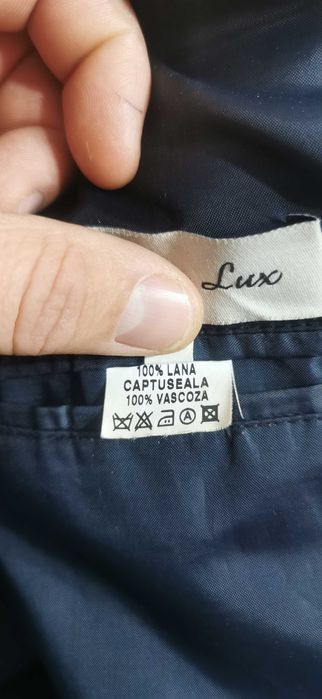 Lux
100% LANA
CAPTUSEALA
100% VASCOZA
A